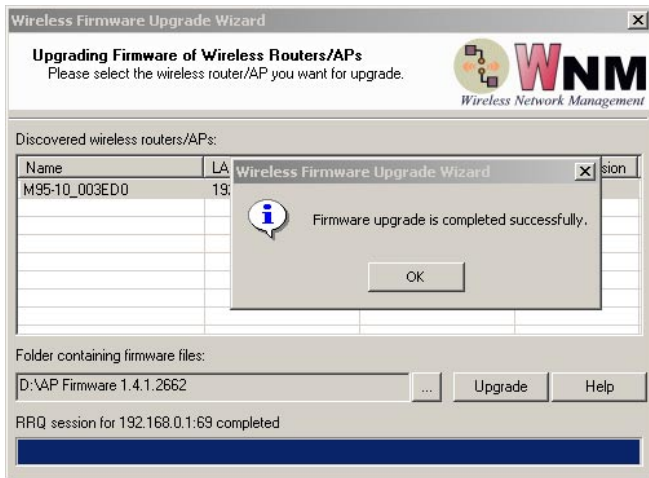 Wireless Firmware Upgrade Wizard
Upgrading Firmware of Wireless Routers/APs
Please select the wireless router/AP you want for upgrade.
WNM
Wireless Network Management
Discovered wireless routers/APs:
Name LA sion
M95-10_003ED0 19
Wireless Firmware Upgrade Wizard
Firmware upgrade is completed successfully.
OK
Folder containing firmware files:
D:\AP Firmware 1.4.1.2662 ... Upgrade Help
RRQ session for 192.168.0.1:69 completed